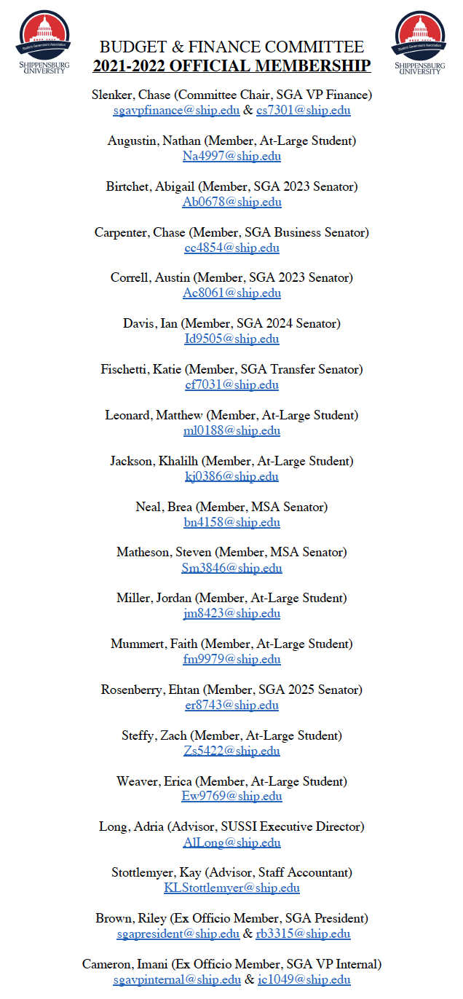 Student Government Association
SHIPPENSBURG
UNIVERSITY
Student Government Association
SHIPPENSBURG
UNIVERSITY
BUDGET & FINANCE COMMITTEE
2021-2022 OFFICIAL MEMBERSHIP
Slenker, Chase (Committee Chair, SGA VP Finance)
sgavpfinance@ship.edu & cs7301@ship.edu
Augustin, Nathan (Member, At-Large Student)
Na4997@ship.edu
Birtchet, Abigail (Member, SGA 2023 Senator)
Ab0678@ship.edu
Carpenter, Chase (Member, SGA Business Senator)
cc4854@ship.edu
Correll, Austin (Member, SGA 2023 Senator)
Ac8061@ship.edu
Davis, Ian (Member, SGA 2024 Senator)
Id9505@ship.edu
Fischetti, Katie (Member, SGA Transfer Senator)
cf7031@ship.edu
Leonard, Matthew (Member, At-Large Student)
ml0188@ship.edu
Jackson, Khalilh (Member, At-Large Student)
kj0386@ship.edu
Neal, Brea (Member, MSA Senator)
bn4158@ship.edu
Matheson, Steven (Member, MSA Senator)
Sm3846@ship.edu
Miller, Jordan (Member, At-Large Student)
jm8423@ship.edu
Mummert, Faith (Member, At-Large Student)
fm9979@ship.edu
Rosenberry, Ehtan (Member, SGA 2025 Senator)
er8743@ship.edu
Steffy, Zach (Member, At-Large Student)
Zs5422@ship.edu
Weaver, Erica (Member, At-Large Student)
Ew9769@ship.edu
Long, Adria (Advisor, SUSSI Executive Director)
AlLong@ship.edu
Stottlemyer, Kay (Advisor, Staff Accountant)
KLStottlemyer@ship.edu
Brown, Riley (Ex Officio Member, SGA President)
sgapresident@ship.edu & rb3315@ship.edu
Cameron, Imani (Ex Officio Member, SGA VP Internal)
sgavpinternal@ship.edu & ic1049@ship.edu